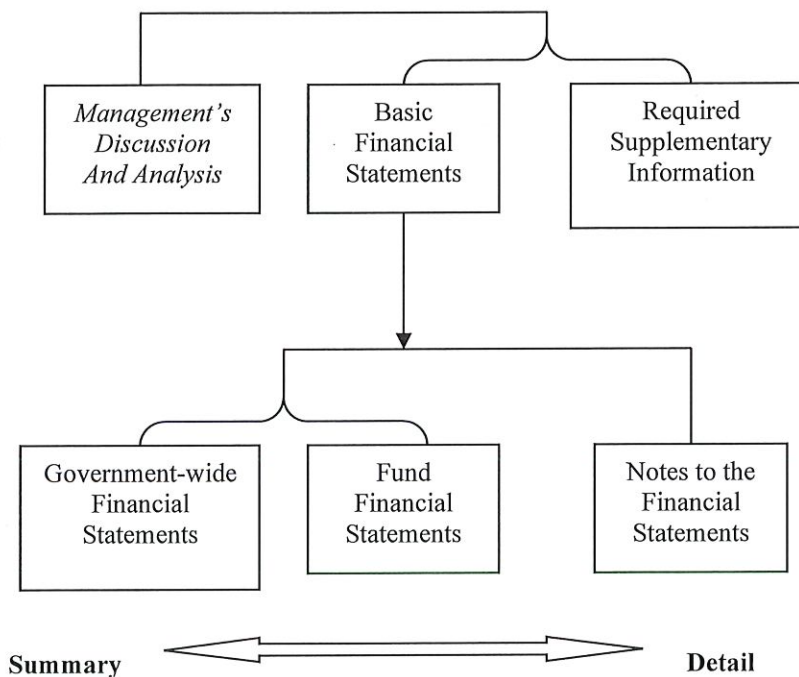 Management's
Discussion
And Analysis
Basic
Financial
Statements
Required
Supplementary
Information
Government-wide
Financial
Statements
Fund
Financial
Statements
Notes to the
Financial
Statements
Summary
Detail